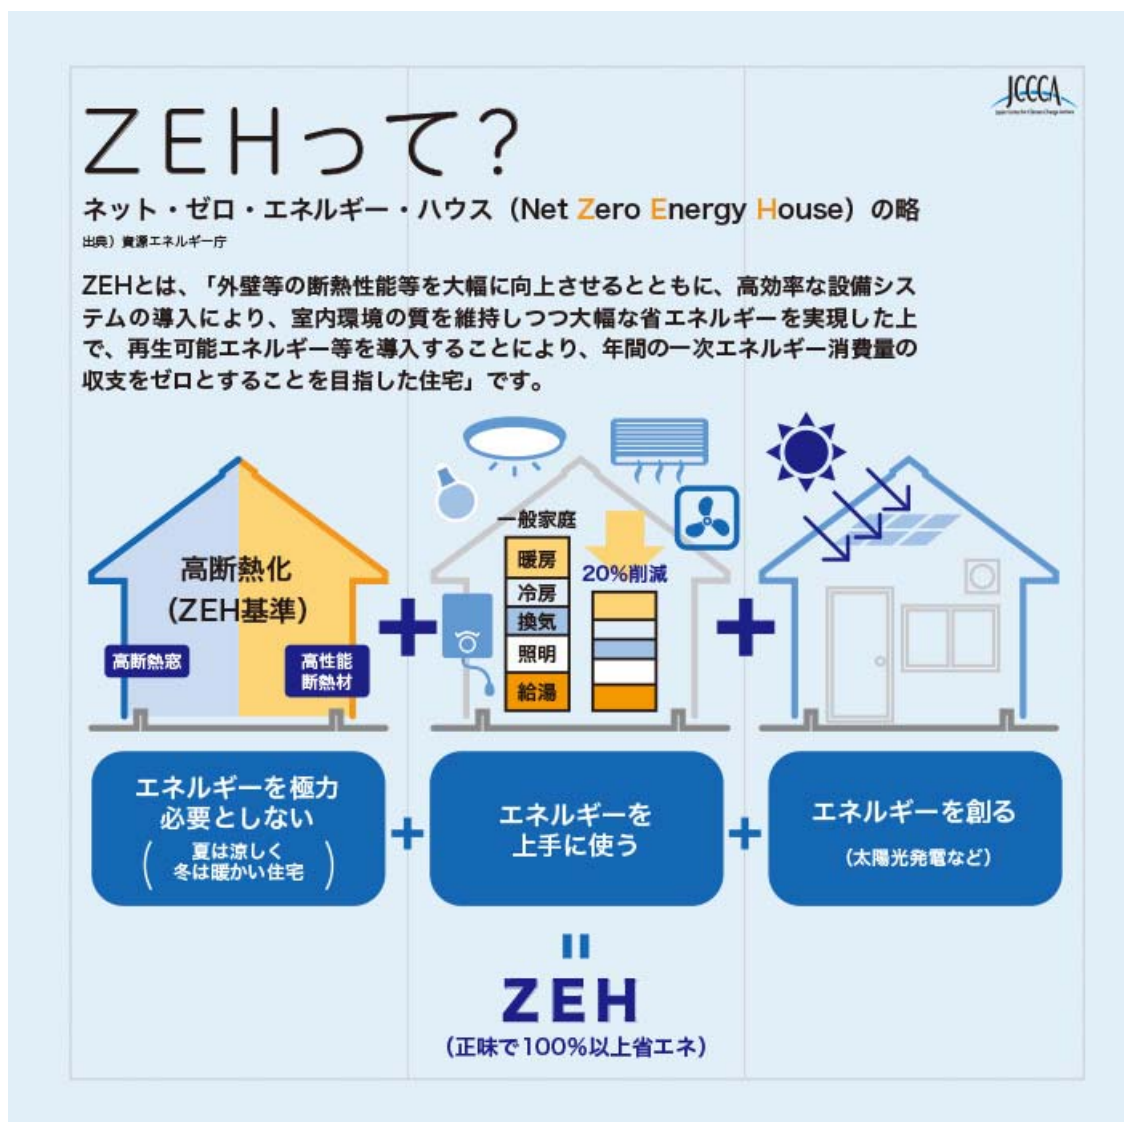 JCCCA
ZEHって?
ネット・ゼロ・エネルギー・ハウス(Net Zero Energy House)の略
出典)資源エネルギー庁
ZEHとは、「外壁等の断熱性能等を大幅に向上させるとともに、高効率な設備シス
テムの導入により、室内環境の質を維持しつつ大幅な省エネルギーを実現した上
で、再生可能エネルギー等を導入することにより、年間の一次エネルギー消費量の
収支をゼロとすることを目指した住宅」です。
高断熱化
(ZEH基準)
高断熱窓
高性能
断熱材
+
一般家庭
暖房
冷房
換気
照明
給湯
20%削減
+
エネルギーを極力
必要としない
(夏は涼しく
冬は暖かい住宅)
+
エネルギーを
上手に使う
+
エネルギーを創る
(太陽光発電など)
=
ZEH
(正味で100%以上省エネ)